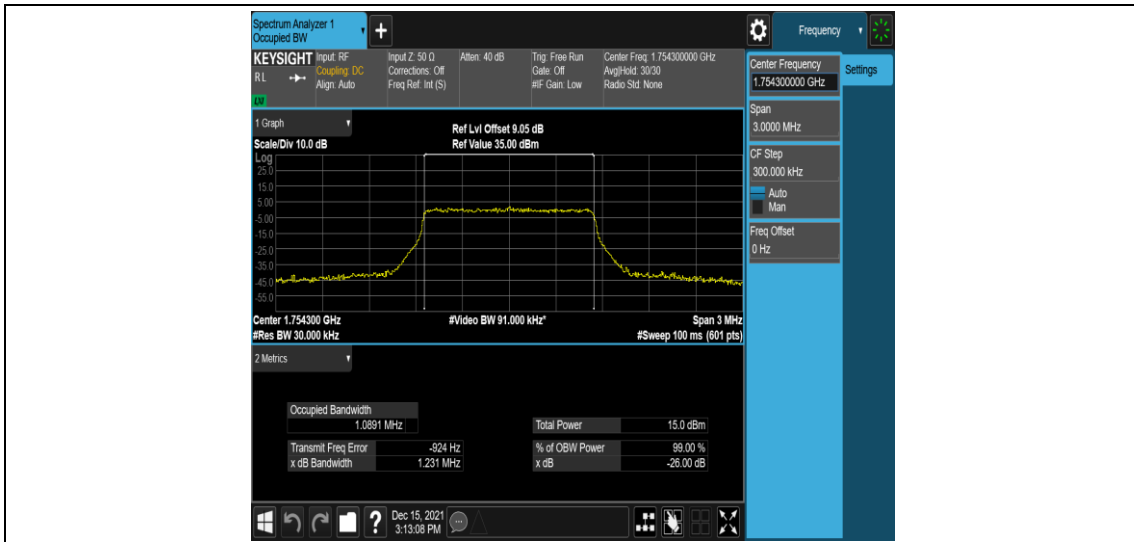 Spectrum Analyzer 1
Occupied BW
+
Frequency
KEYSIGHT
RL
LXI
Input: RF
Coupling: DC
Align: Auto
Input Z: 50 Ω
Corrections: Off
Freq Ref: Int (S)
Atten: 40 dB
Trig: Free Run
Gate: Off
#IF Gain: Low
Center Freq: 1.754300000 GHz
Avg|Hold: 30/30
Radio Std: None
Center Frequency
1.754300000 GHz
Settings
Span
3.0000 MHz
CF Step
300.000 kHz
Auto
Man
Freq Offset
0 Hz
1 Graph
Scale/Div 10.0 dB
Ref Lvl Offset 9.05 dB
Ref Value 35.00 dBm
Log
25.0
15.0
5.00
-5.00
-15.0
-25.0
-35.0
-45.0
-55.0
Center 1.754300 GHz
#Video BW 91.000 kHz*
Span 3 MHz
#Res BW 30.000 kHz
#Sweep 100 ms (601 pts)
2 Metrics
Occupied Bandwidth
1.0891 MHz
Total Power 15.0 dBm
Transmit Freq Error -924 Hz
% of OBW Power 99.00 %
x dB Bandwidth 1.231 MHz
x dB -26.00 dB
?
Dec 15, 2021
3:13:08 PM